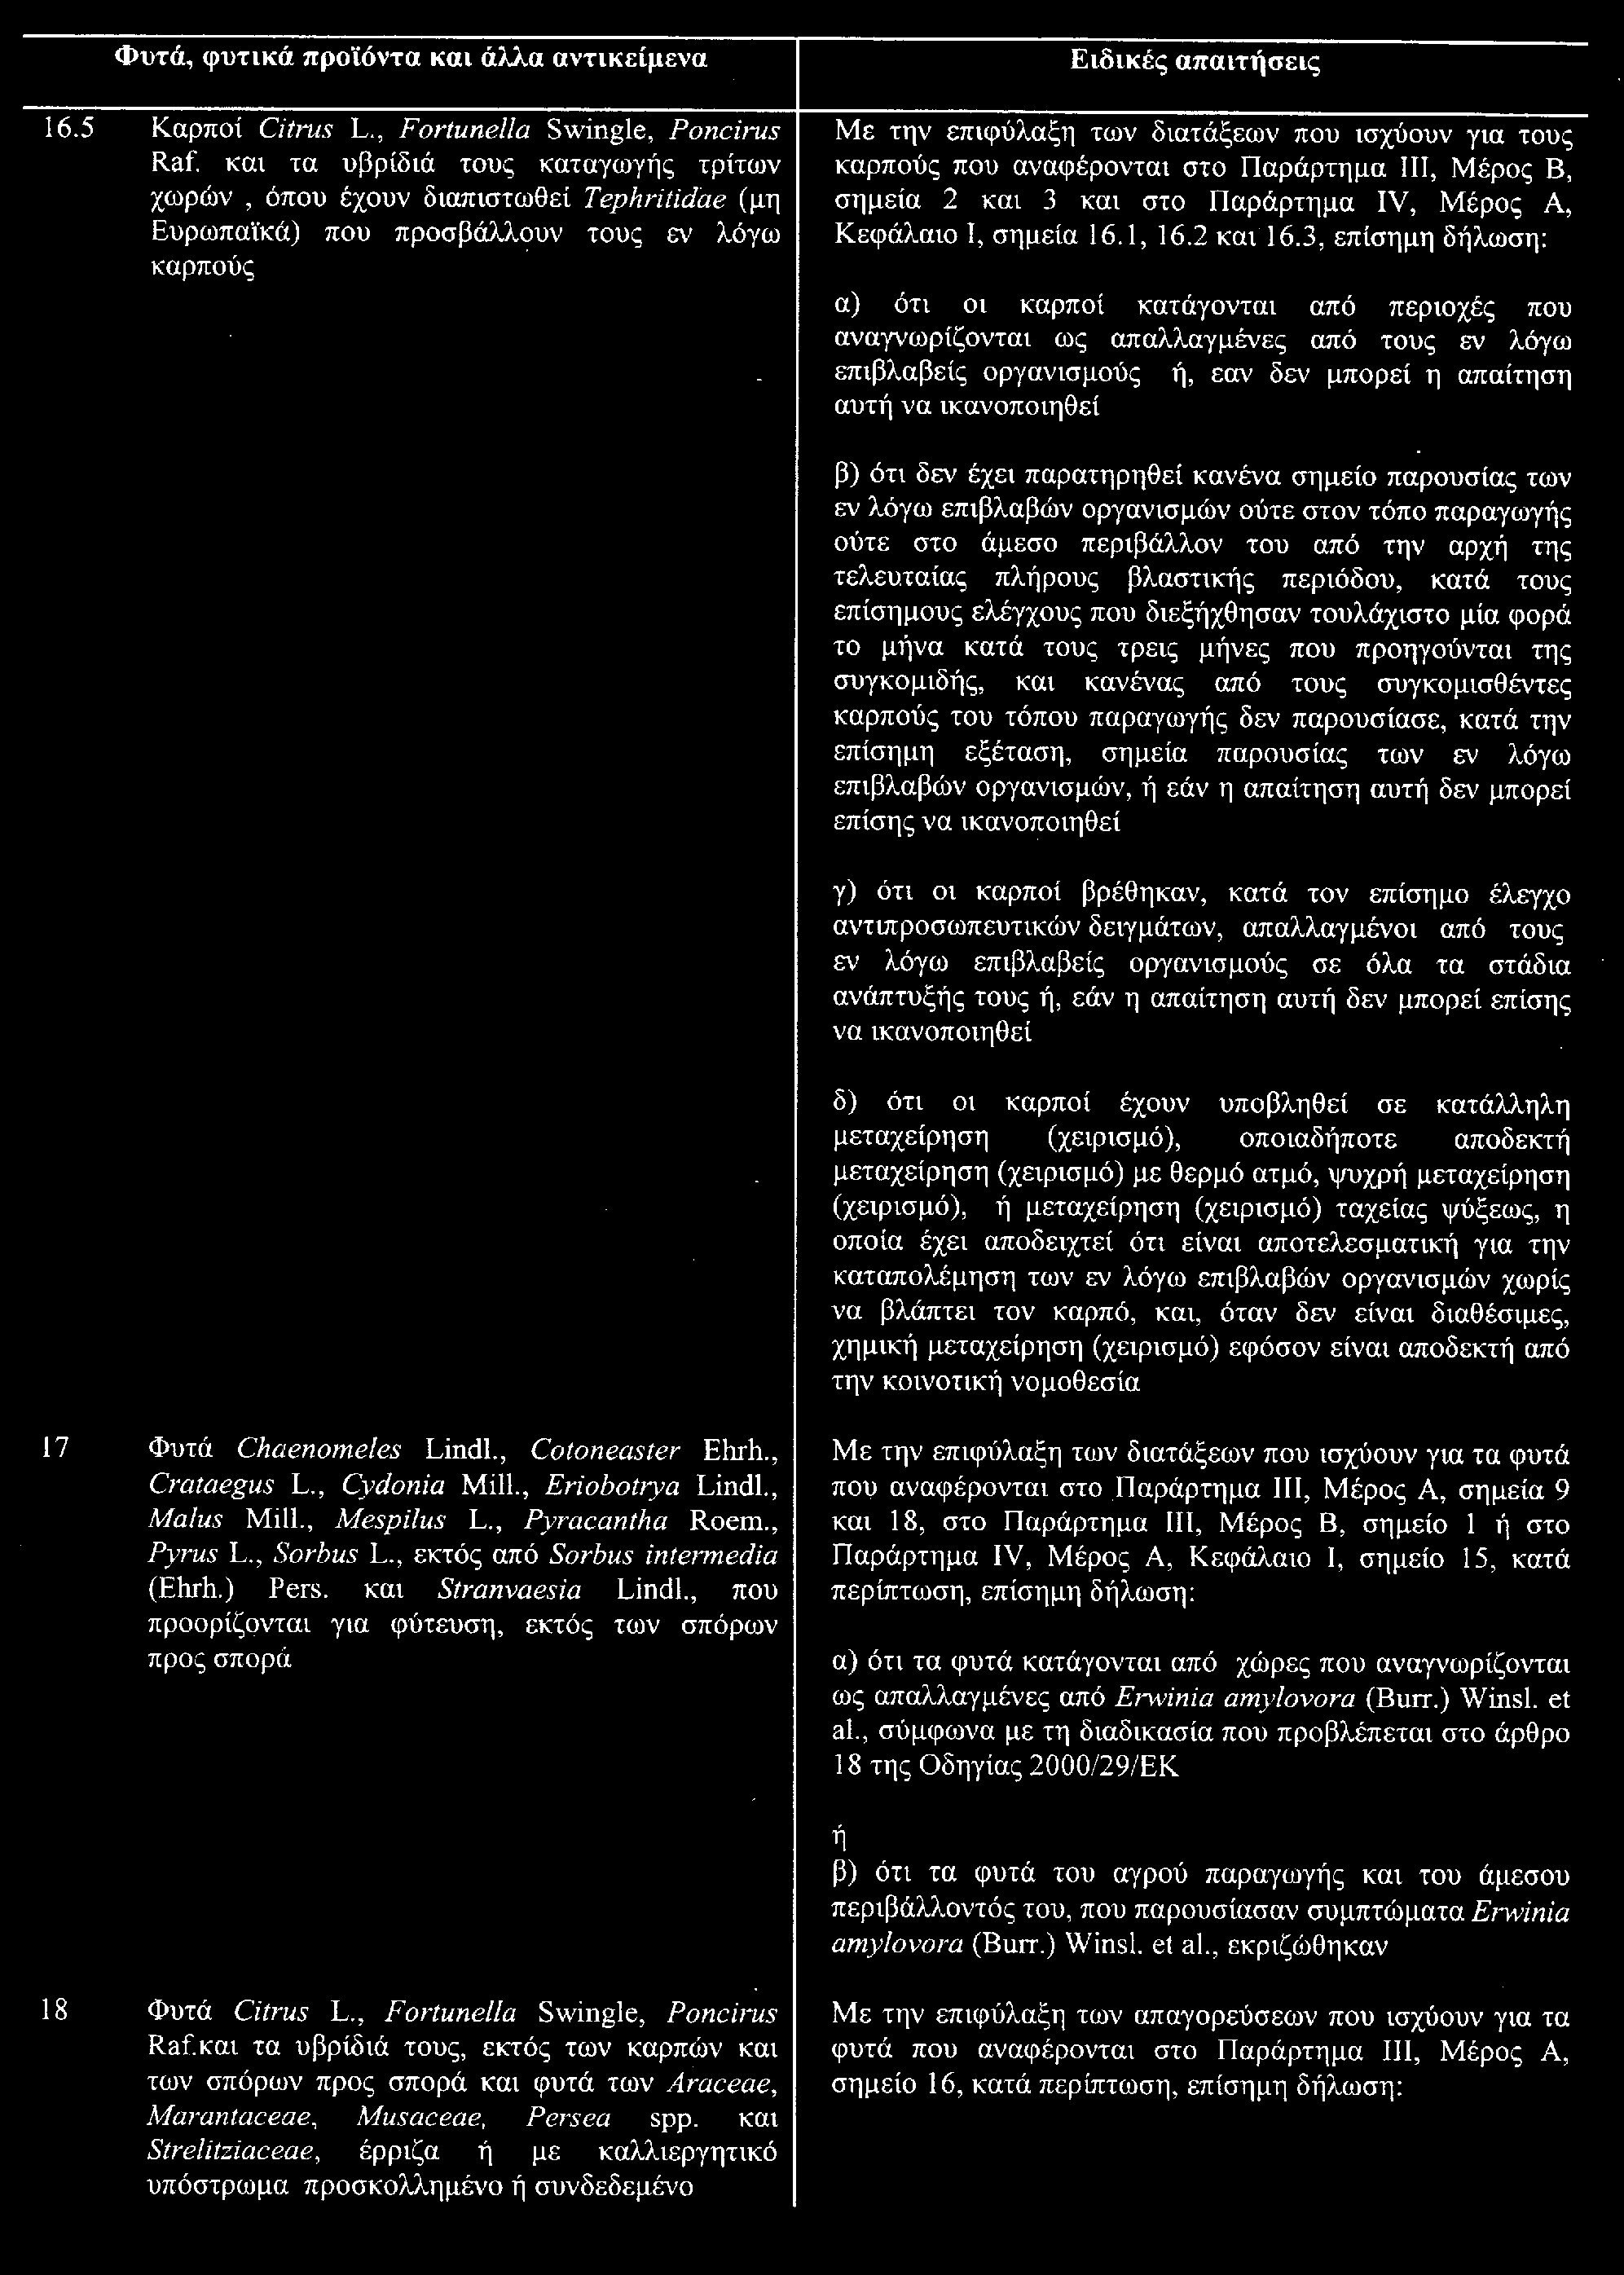 Φυτά, φυτικά προϊόντα και άλλα αντικείμενα
Ειδικές απαιτήσεις
16.5 Καρποί Citrus L., Fortunella Swingle, Poncirus
Raf. και τα υβρίδιά τους καταγωγής τρίτων
χωρών , όπου έχουν διαπιστωθεί Tephritidae (μη
Ευρωπαϊκά) που προσβάλλουν τους εν λόγω
καρπούς
Με την επιφύλαξη των διατάξεων που ισχύουν για τους
καρπούς που αναφέρονται στο Παράρτημα ΙΙΙ, Μέρος Β,
σημεία 2 και 3 και στο Παράρτημα IV, Μέρος Α,
Κεφάλαιο Ι, σημεία 16.1, 16.2 και 16.3, επίσημη δήλωση:
α) ότι οι καρποί κατάγονται από περιοχές που
αναγνωρίζονται ως απαλλαγμένες από τους εν λόγω
επιβλαβείς οργανισμούς ή, εαν δεν μπορεί η απαίτηση
αυτή να ικανοποιηθεί
β) ότι δεν έχει παρατηρηθεί κανένα σημείο παρουσίας των
εν λόγω επιβλαβών οργανισμών ούτε στον τόπο παραγωγής
ούτε στο άμεσο περιβάλλον του από την αρχή της
τελευταίας πλήρους βλαστικής περιόδου, κατά τους
επίσημους ελέγχους που διεξήχθησαν τουλάχιστο μία φορά
το μήνα κατά τους τρεις μήνες που προηγούνται της
συγκομιδής, και κανένας από τους συγκομισθέντες
καρπούς του τόπου παραγωγής δεν παρουσίασε, κατά την
επίσημη εξέταση, σημεία παρουσίας των εν λόγω
επιβλαβών οργανισμών, ή εάν η απαίτηση αυτή δεν μπορεί
επίσης να ικανοποιηθεί
γ) ότι οι καρποί βρέθηκαν, κατά τον επίσημο έλεγχο
αντιπροσωπευτικών δειγμάτων, απαλλαγμένοι από τους
εν λόγω επιβλαβείς οργανισμούς σε όλα τα στάδια
ανάπτυξής τους ή, εάν η απαίτηση αυτή δεν μπορεί επίσης
να ικανοποιηθεί
δ) ότι οι καρποί έχουν υποβληθεί σε κατάλληλη
μεταχείρηση (χειρισμό), οποιαδήποτε αποδεκτή
μεταχείρηση (χειρισμό) με θερμό ατμό, ψυχρή μεταχείρηση
(χειρισμό), ή μεταχείρηση (χειρισμό) ταχείας ψύξεως, η
οποία έχει αποδειχτεί ότι είναι αποτελεσματική για την
καταπολέμηση των εν λόγω επιβλαβών οργανισμών χωρίς
να βλάπτει τον καρπό, και, όταν δεν είναι διαθέσιμες,
χημική μεταχείρηση (χειρισμό) εφόσον είναι αποδεκτή από
την κοινοτική νομοθεσία
17 Φυτά Chaenomeles Lindl., Cotoneaster Ehrh.,
Crataegus L., Cydonia Mill., Eriobotrya Lindl.,
Malus Mill., Mespilus L., Pyracantha Roem.,
Pyrus L., Sorbus L., εκτός από Sorbus intermedia
(Ehrh.) Pers. και Stranvaesia Lindl., που
προορίζονται για φύτευση, εκτός των σπόρων
προς σπορά
Με την επιφύλαξη των διατάξεων που ισχύουν για τα φυτά
που αναφέρονται στο Παράρτημα ΙΙΙ, Μέρος Α, σημεία 9
και 18, στο Παράρτημα ΙΙΙ, Μέρος Β, σημείο 1 ή στο
Παράρτημα IV, Μέρος Α, Κεφάλαιο Ι, σημείο 15, κατά
περίπτωση, επίσημη δήλωση:
α) ότι τα φυτά κατάγονται από χώρες που αναγνωρίζονται
ως απαλλαγμένες από Erwinia amylovora (Burr.) Winsl. et
al., σύμφωνα με τη διαδικασία που προβλέπεται στο άρθρο
18 της Οδηγίας 2000/29/ΕΚ
ή
β) ότι τα φυτά του αγρού παραγωγής και του άμεσου
περιβάλλοντός του, που παρουσίασαν συμπτώματα Erwinia
amylovora (Burr.) Winsl. et al., εκριζώθηκαν
18 Φυτά Citrus L., Fortunella Swingle, Poncirus
Raf.και τα υβρίδιά τους, εκτός των καρπών και
των σπόρων προς σπορά και φυτά των Araceae,
Marantaceae, Musaceae, Persea spp. και
Strelitziaceae, έρριζα ή με καλλιεργητικό
υπόστρωμα προσκολλημένο ή συνδεδεμένο
Με την επιφύλαξη των απαγορεύσεων που ισχύουν για τα
φυτά που αναφέρονται στο Παράρτημα ΙΙΙ, Μέρος Α,
σημείο 16, κατά περίπτωση, επίσημη δήλωση: